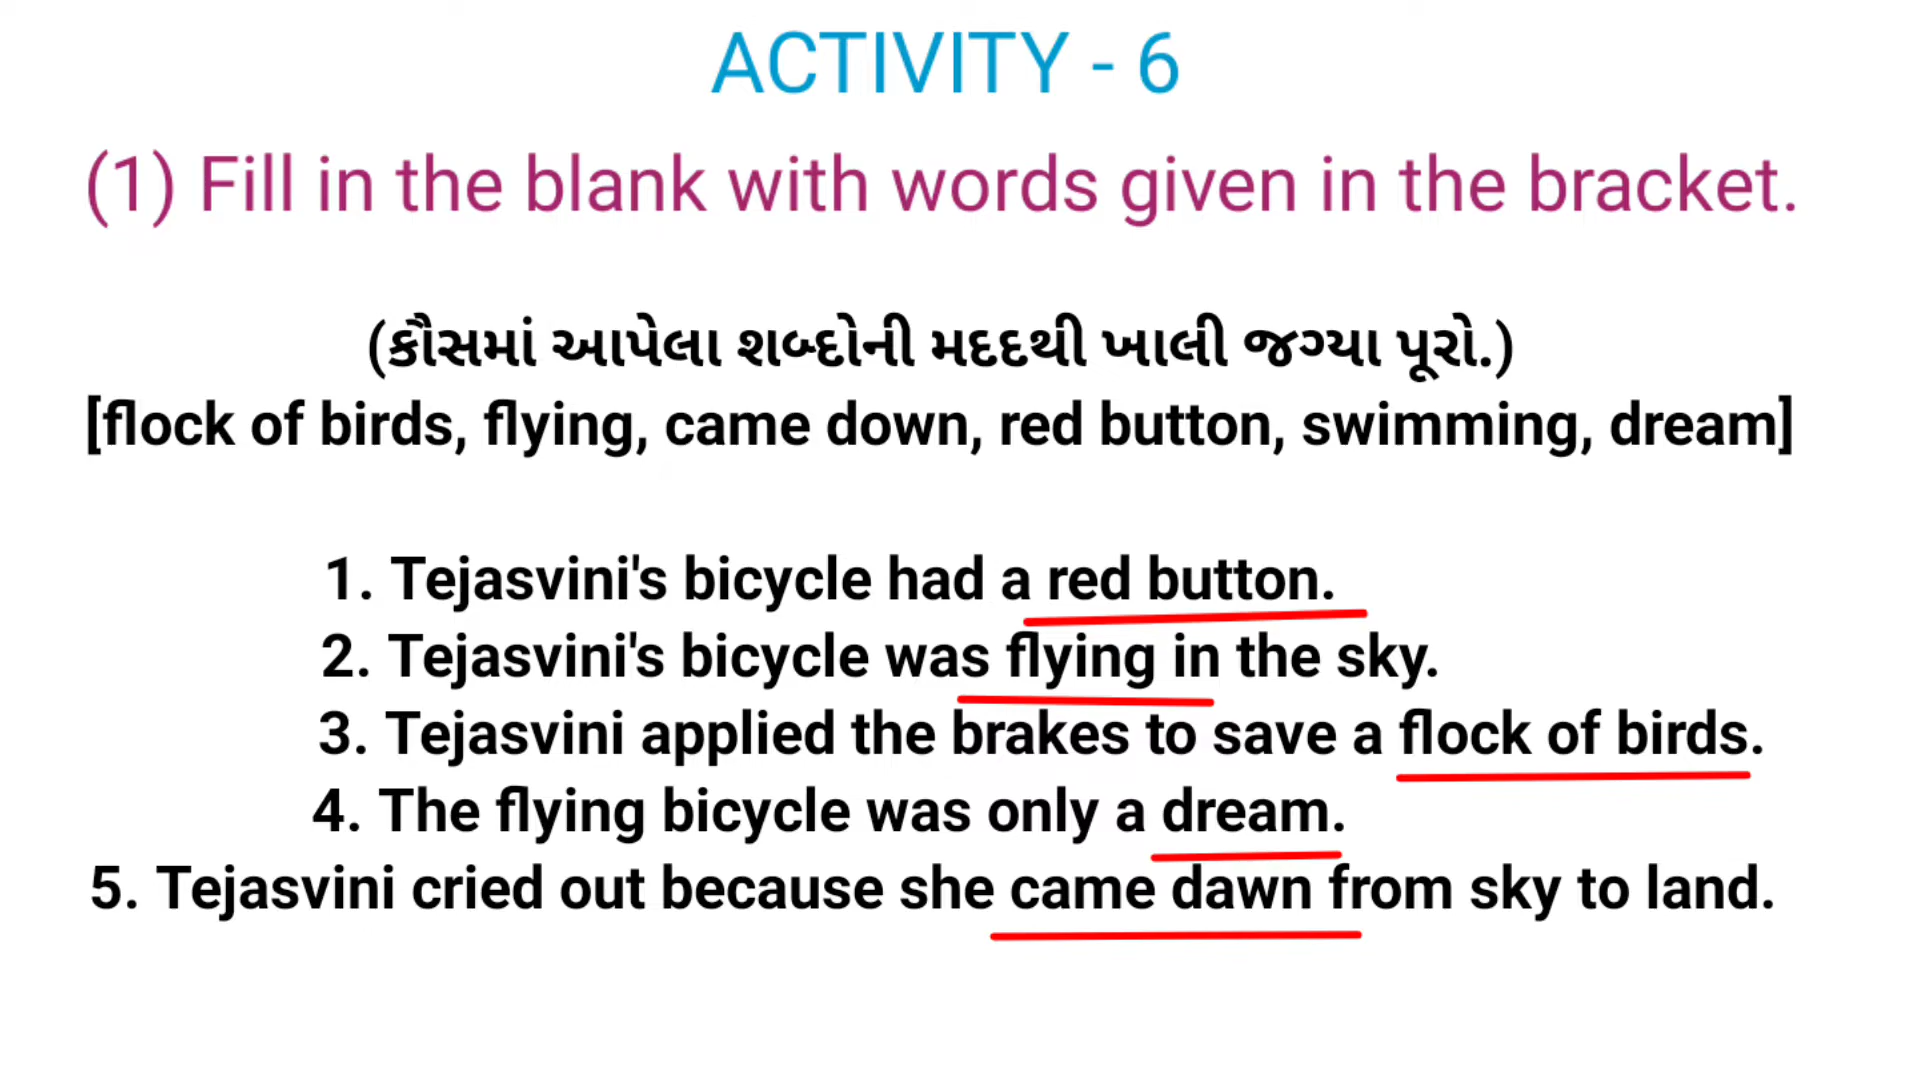 ACTIVITY - 6
(1) Fill in the blank with words given in the bracket.
(કૌસમાં આપેલા શબ્દોની મદદથી ખાલી જગ્યા પૂરો.)
[flock of birds, flying, came down, red button, swimming, dream]
1. Tejasvini's bicycle had a red button.
2. Tejasvini's bicycle was flying in the sky.
3. Tejasvini applied the brakes to save a flock of birds.
4. The flying bicycle was only a dream.
5. Tejasvini cried out because she came dawn from sky to land.